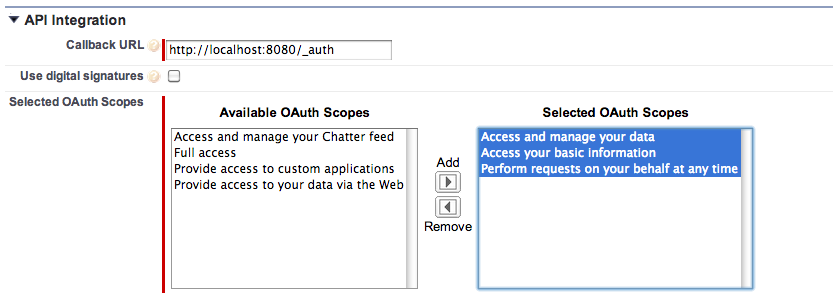 API Integration
Callback URL
http://localhost:8080/_auth
Use digital signatures
Selected OAuth Scopes
Available OAuth Scopes
Access and manage your Chatter feed
Full access
Provide access to custom applications
Provide access to your data via the Web
Add
Remove
Selected OAuth Scopes
Access and manage your data
Access your basic information
Perform requests on your behalf at any time